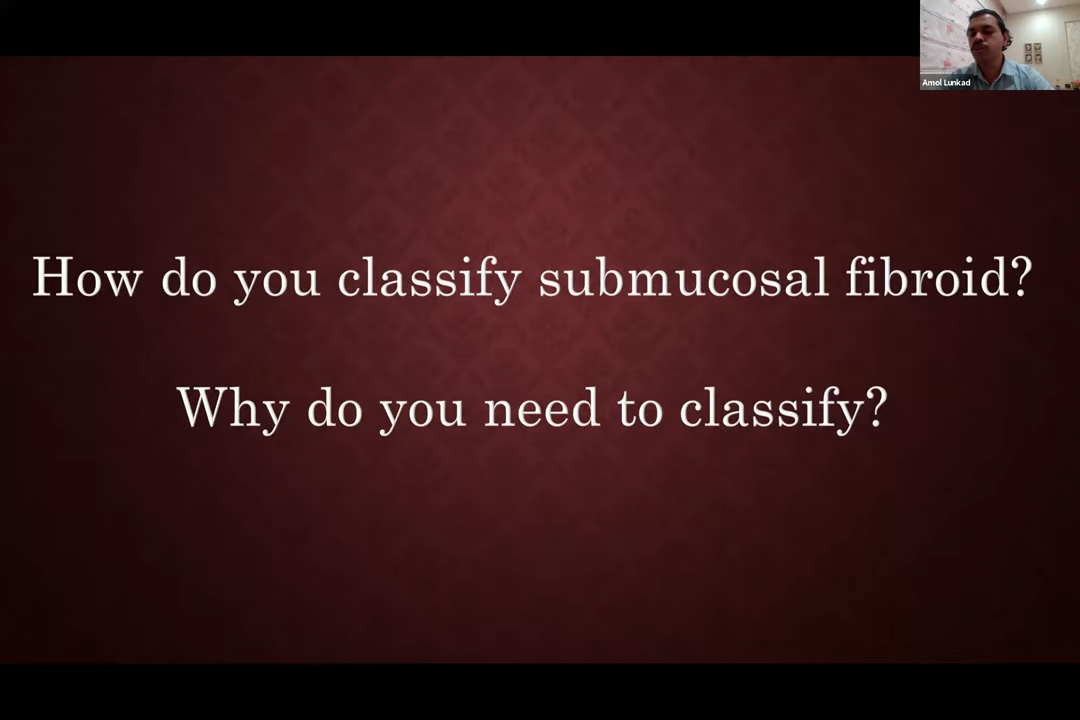 Amol Lunkad
How do you classify submucosal fibroid?
Why do you need to classify?